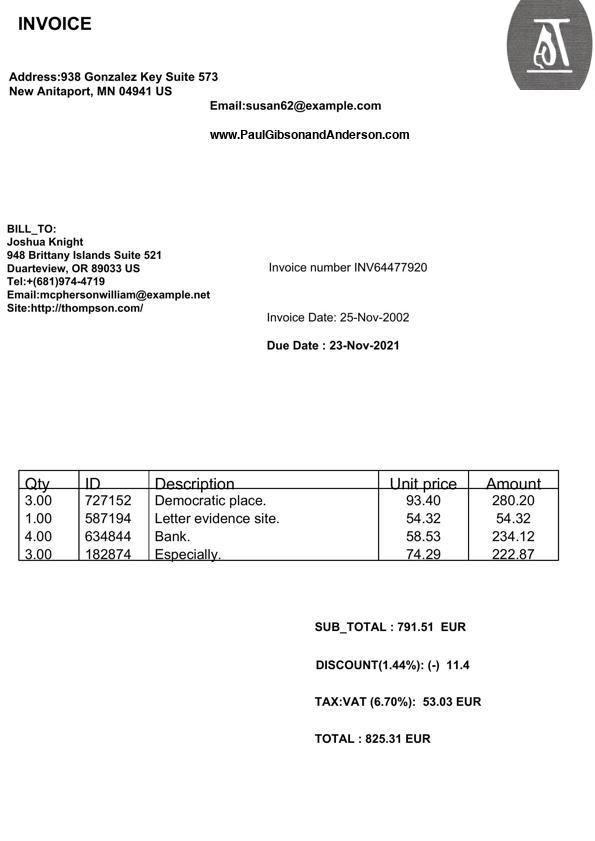 INVOICE
Address:938 Gonzalez Key Suite 573
New Anitaport, MN 04941 US
Email:susan62@example.com
www.PaulGibsonandAnderson.com
BILL_TO:
Joshua Knight
948 Brittany Islands Suite 521
Duarteview, OR 89033 US
Tel:+(681)974-4719
Email:mcphersonwilliam@example.net
Site:http://thompson.com/
Invoice number INV64477920
Invoice Date: 25-Nov-2002
Due Date : 23-Nov-2021
Qty ID Description Unit price Amount
3.00 727152 Democratic place. 93.40 280.20
1.00 587194 Letter evidence site. 54.32 54.32
4.00 634844 Bank. 58.53 234.12
3.00 182874 Especially. 74.29 222.87
SUB_TOTAL : 791.51 EUR
DISCOUNT(1.44%): (-) 11.4
TAX:VAT (6.70%): 53.03 EUR
TOTAL : 825.31 EUR